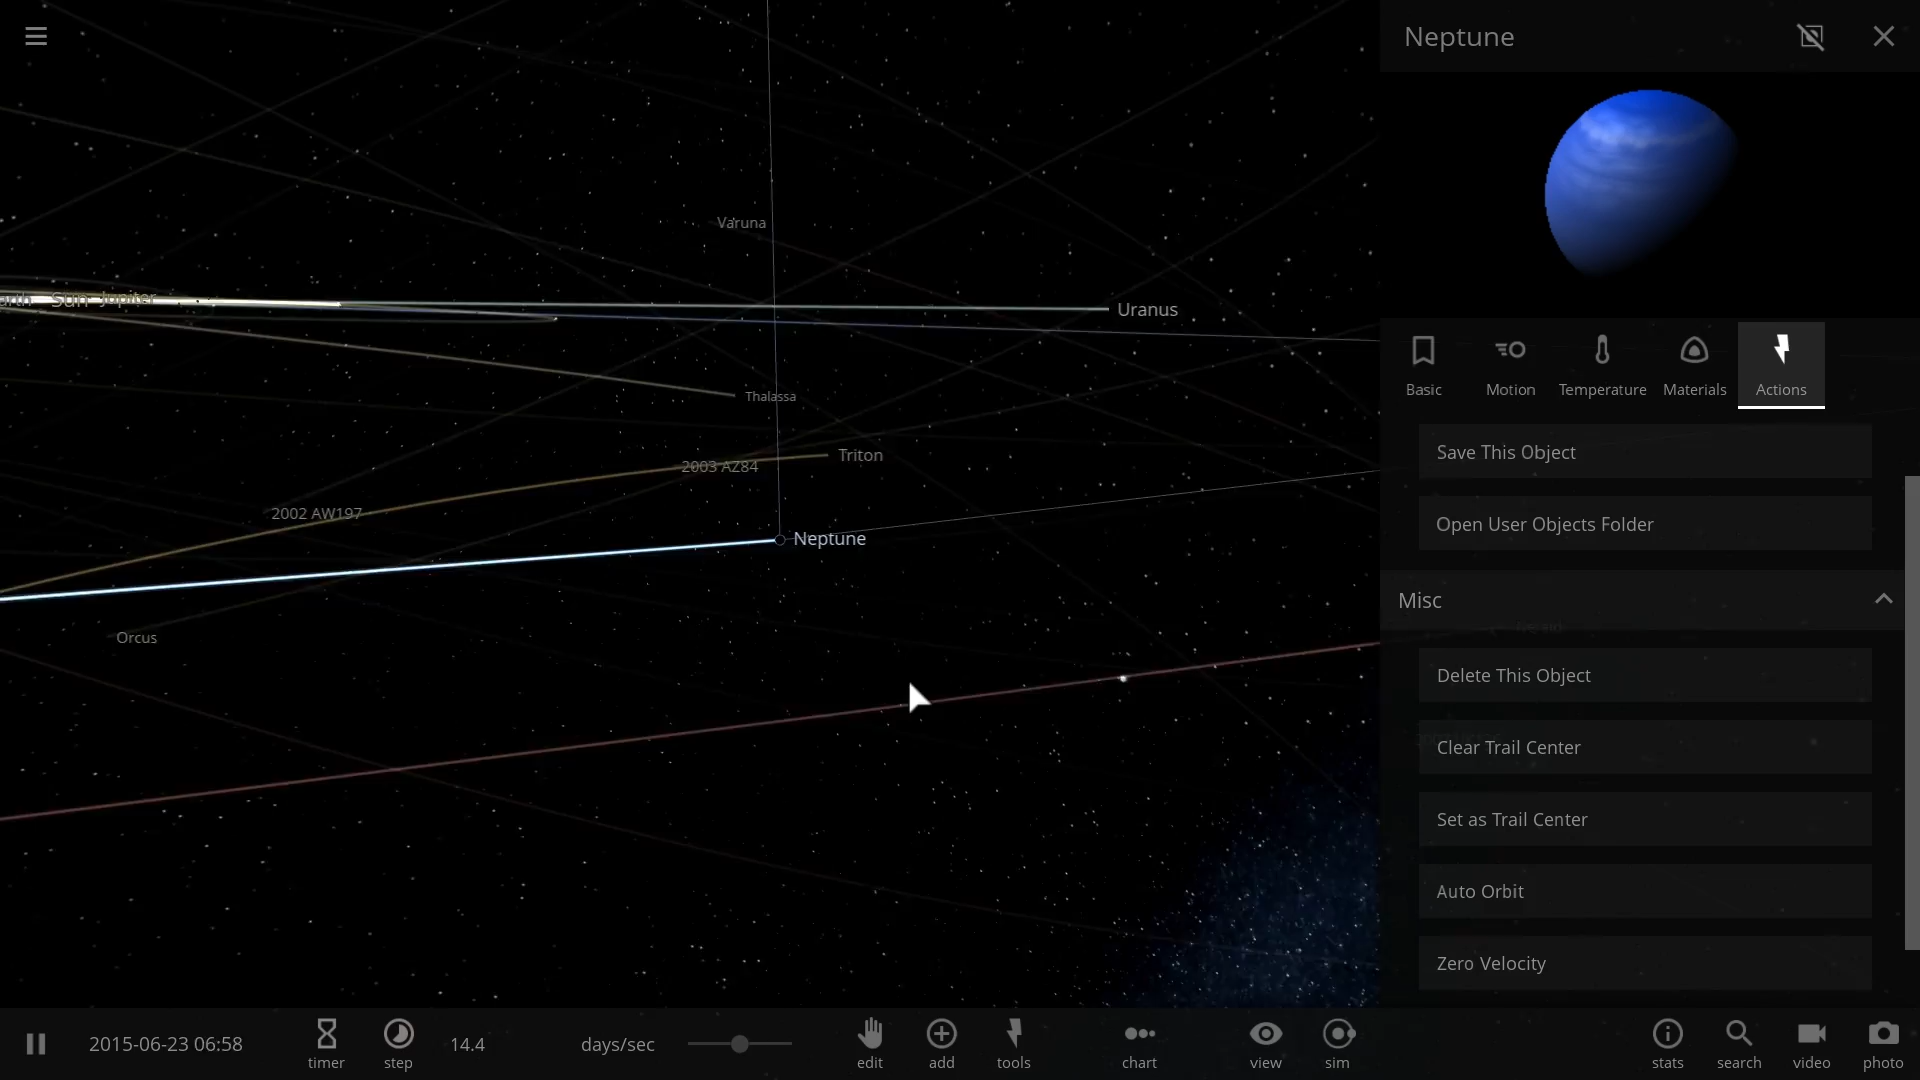 Neptune
Varuna
Sun Jupiter
Uranus
Thalassa
Triton
2003 AZ84
2002 AW197
Neptune
Orcus
Basic
Motion
Temperature
Materials
Actions
Save This Object
Open User Objects Folder
Misc
Delete This Object
Clear Trail Center
Set as Trail Center
Auto Orbit
Zero Velocity
2015-06-23 06:58
timer
step
14.4
days/sec
edit
add
tools
chart
view
sim
stats
search
video
photo